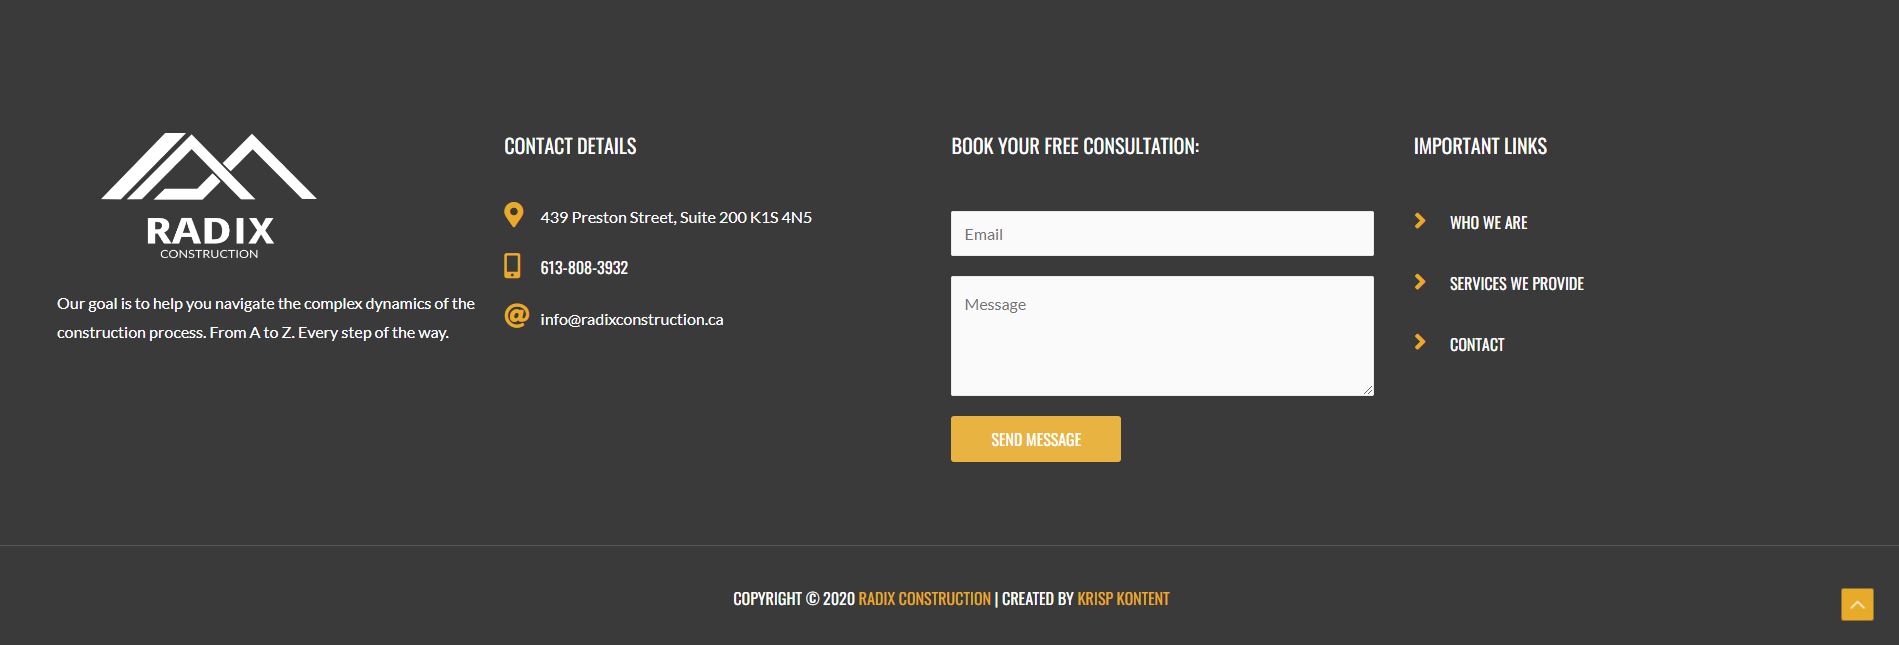 RADIX
CONSTRUCTION
Our goal is to help you navigate the complex dynamics of the
construction process. From A to Z. Every step of the way.
CONTACT DETAILS
439 Preston Street, Suite 200 K1S 4N5
613-808-3932
info@radixconstruction.ca
BOOK YOUR FREE CONSULTATION:
Email
Message
SEND MESSAGE
IMPORTANT LINKS
WHO WE ARE
SERVICES WE PROVIDE
CONTACT
COPYRIGHT © 2020 RADIX CONSTRUCTION | CREATED BY KRISP KONTENT